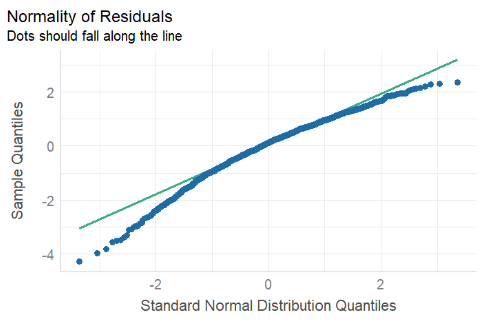 Normality of Residuals
Dots should fall along the line
2
0
-2
-4
Sample Quantiles
-2 0 2
Standard Normal Distribution Quantiles